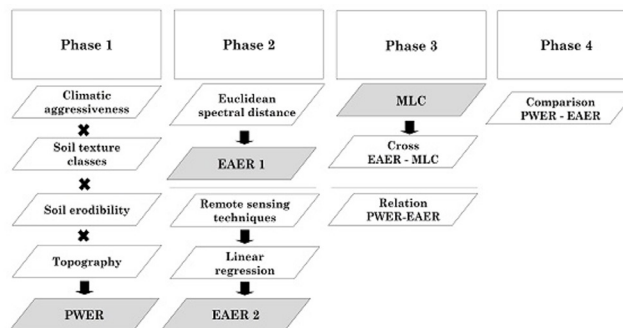 Phase 1
Phase 2
Phase 3
Phase 4
Climatic
aggressiveness
Soil texture
classes
Soil erodibility
Topography
PWER
Euclidean
spectral distance
EAER 1
Remote sensing
techniques
Linear
regression
EAER 2
MLC
Cross
EAER - MLC
Relation
PWER-EAER
Comparison
PWER - EAER